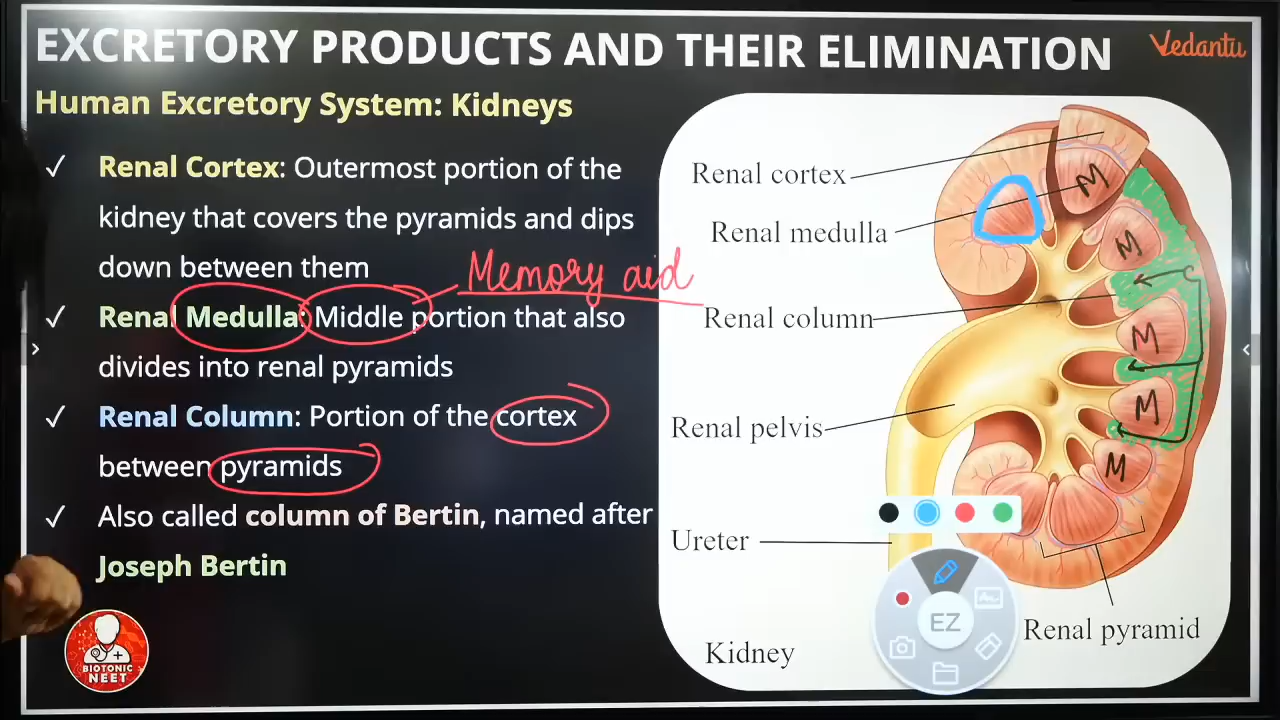 EXCRETORY PRODUCTS AND THEIR ELIMINATION
Vedantu
Human Excretory System: Kidneys
✓ Renal Cortex: Outermost portion of the
kidney that covers the pyramids and dips
down between them
Memory aid
✓ Renal Medulla: Middle portion that also
divides into renal pyramids
✓ Renal Column: Portion of the cortex
between pyramids
✓ Also called column of Bertin, named after
Joseph Bertin
BIOTONIC
NEET
Renal cortex
Renal medulla
Renal column
Renal pelvis
Ureter
Kidney
Renal pyramid
M
M
M
M
M
EZ